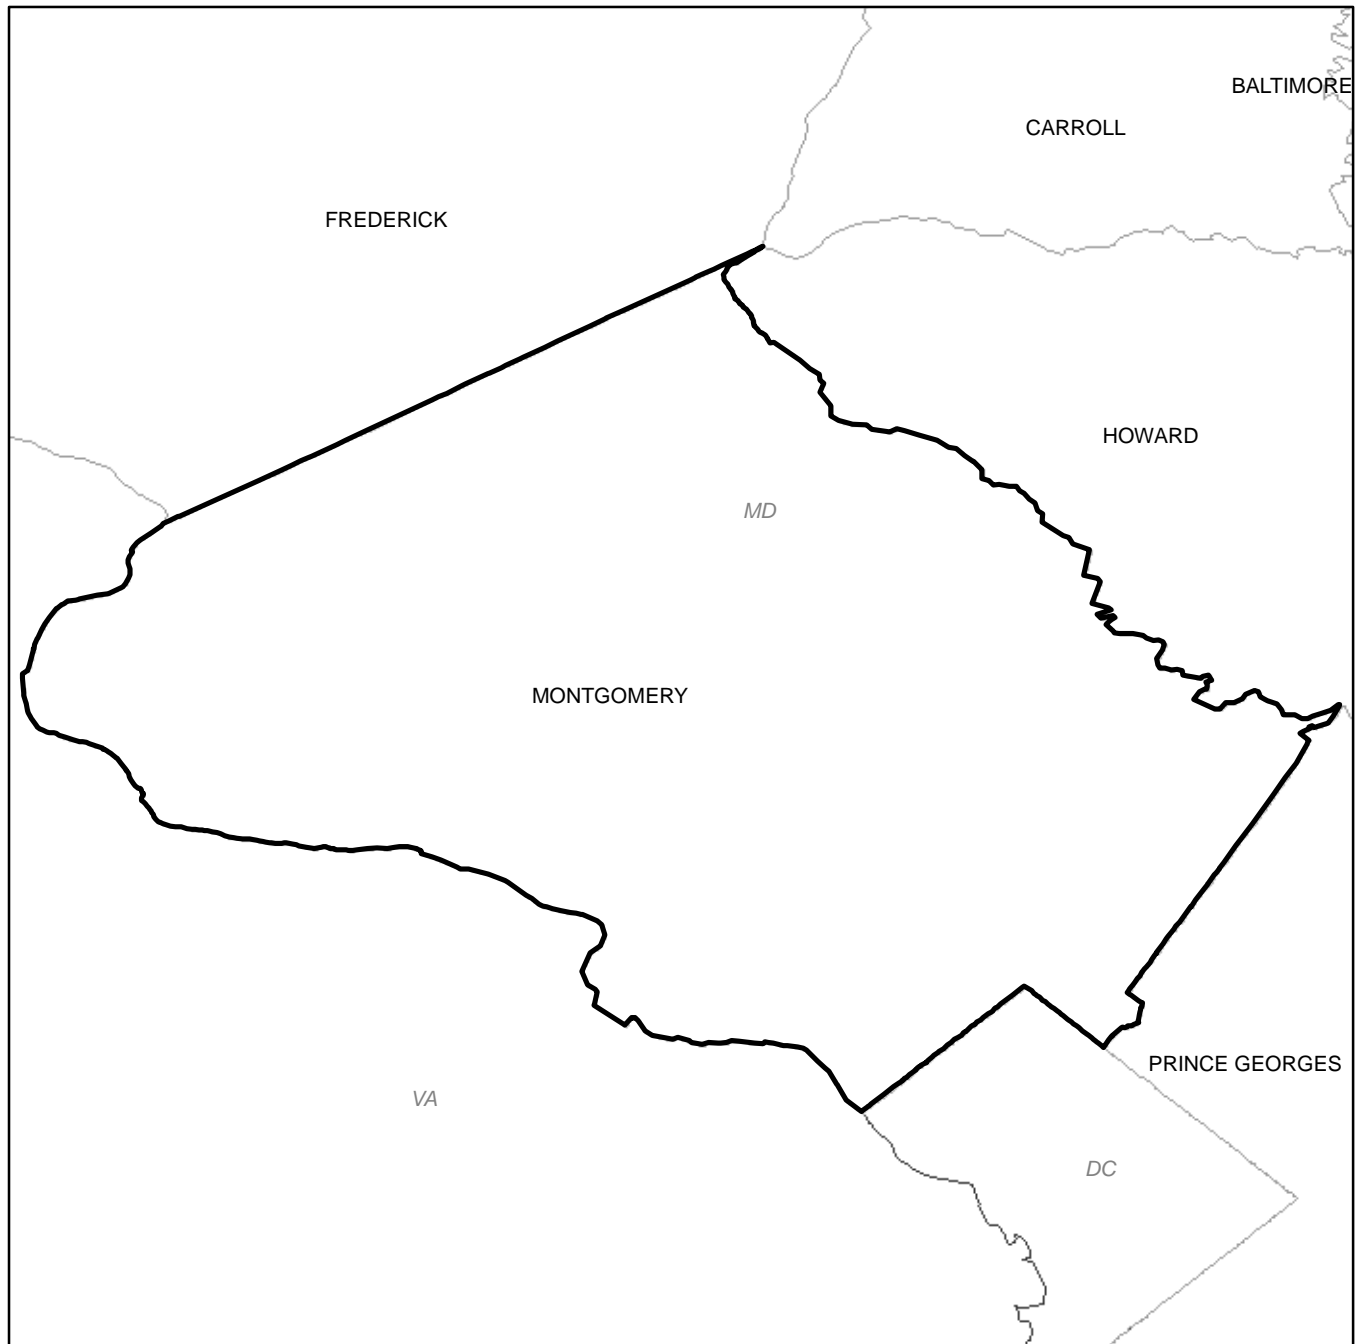 BALTIMORE
CARROLL
FREDERICK
HOWARD
MD
MONTGOMERY
PRINCE GEORGES
VA
DC